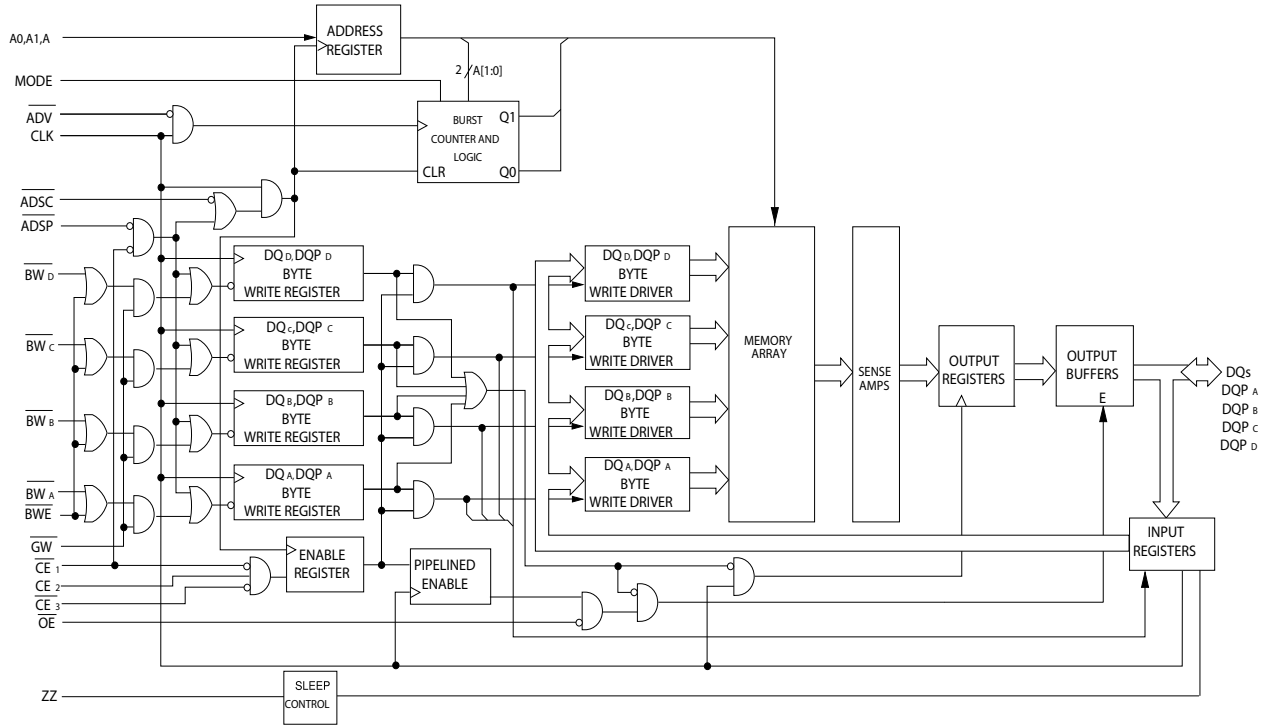 A0,A1,A
ADDRESS
REGISTER
MODE
2
A[1:0]
ADV
CLK
BURST
COUNTER AND
LOGIC
Q1
CLR
Q0
ADSC
ADSP
BW D
DQ D, DQP D
BYTE
WRITE REGISTER
DQ D, DQP D
BYTE
WRITE DRIVER
BW C
DQ c, DQP C
BYTE
WRITE REGISTER
DQ c, DQP C
BYTE
WRITE DRIVER
MEMORY
ARRAY
SENSE
AMPS
OUTPUT
REGISTERS
OUTPUT
BUFFERS
E
DQs
DQP A
DQP B
DQP C
DQP D
BW B
DQ B, DQP B
BYTE
WRITE REGISTER
DQ B, DQP B
BYTE
WRITE DRIVER
BW A
BWE
DQ A, DQP A
BYTE
WRITE REGISTER
DQ A, DQP A
BYTE
WRITE DRIVER
GW
CE 1
CE 2
CE 3
OE
ENABLE
REGISTER
PIPELINED
ENABLE
INPUT
REGISTERS
ZZ
SLEEP
CONTROL